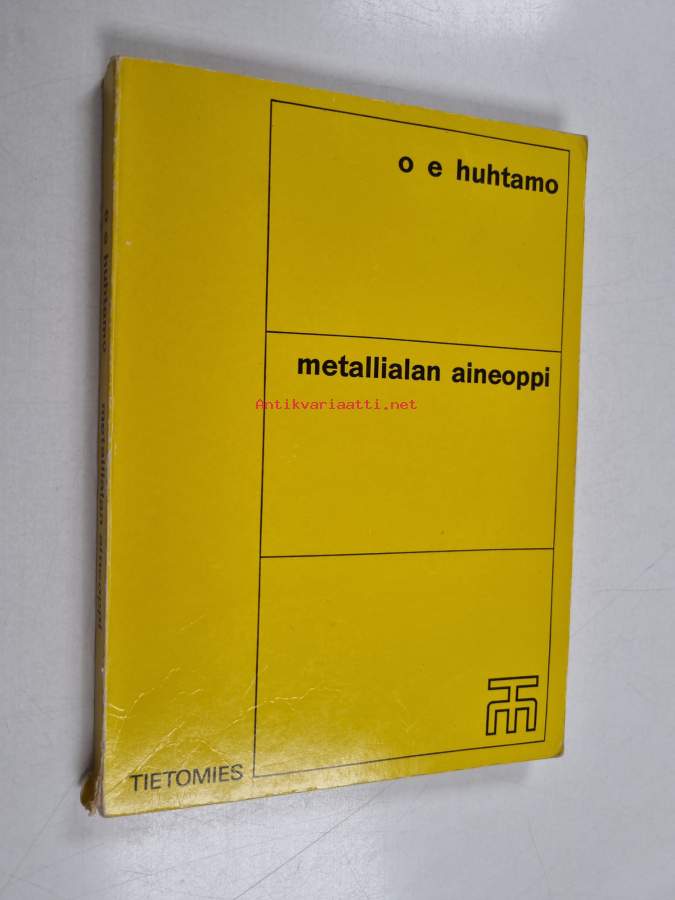 o e huhtamo
metallialan aineoppi
Antikvariaatti.net
TIETOMIES
o e huhtamo metallialan aineoppi